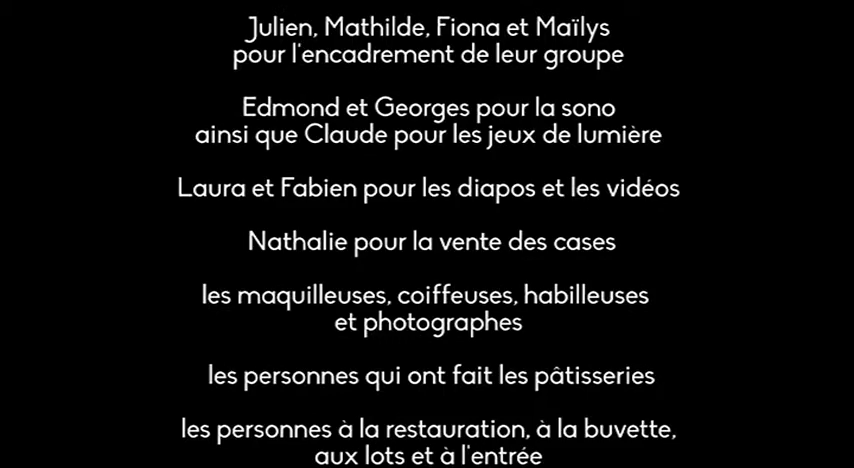 Julien, Mathilde, Fiona et Maïlys
pour l'encadrement de leur groupe
Edmond et Georges pour la sono
ainsi que Claude pour les jeux de lumière
Laura et Fabien pour les diapos et les vidéos
Nathalie pour la vente des cases
les maquilleuses, coiffeuses, habilleuses
et photographes
les personnes qui ont fait les pâtisseries
les personnes à la restauration, à la buvette,
aux lots et à l'entrée